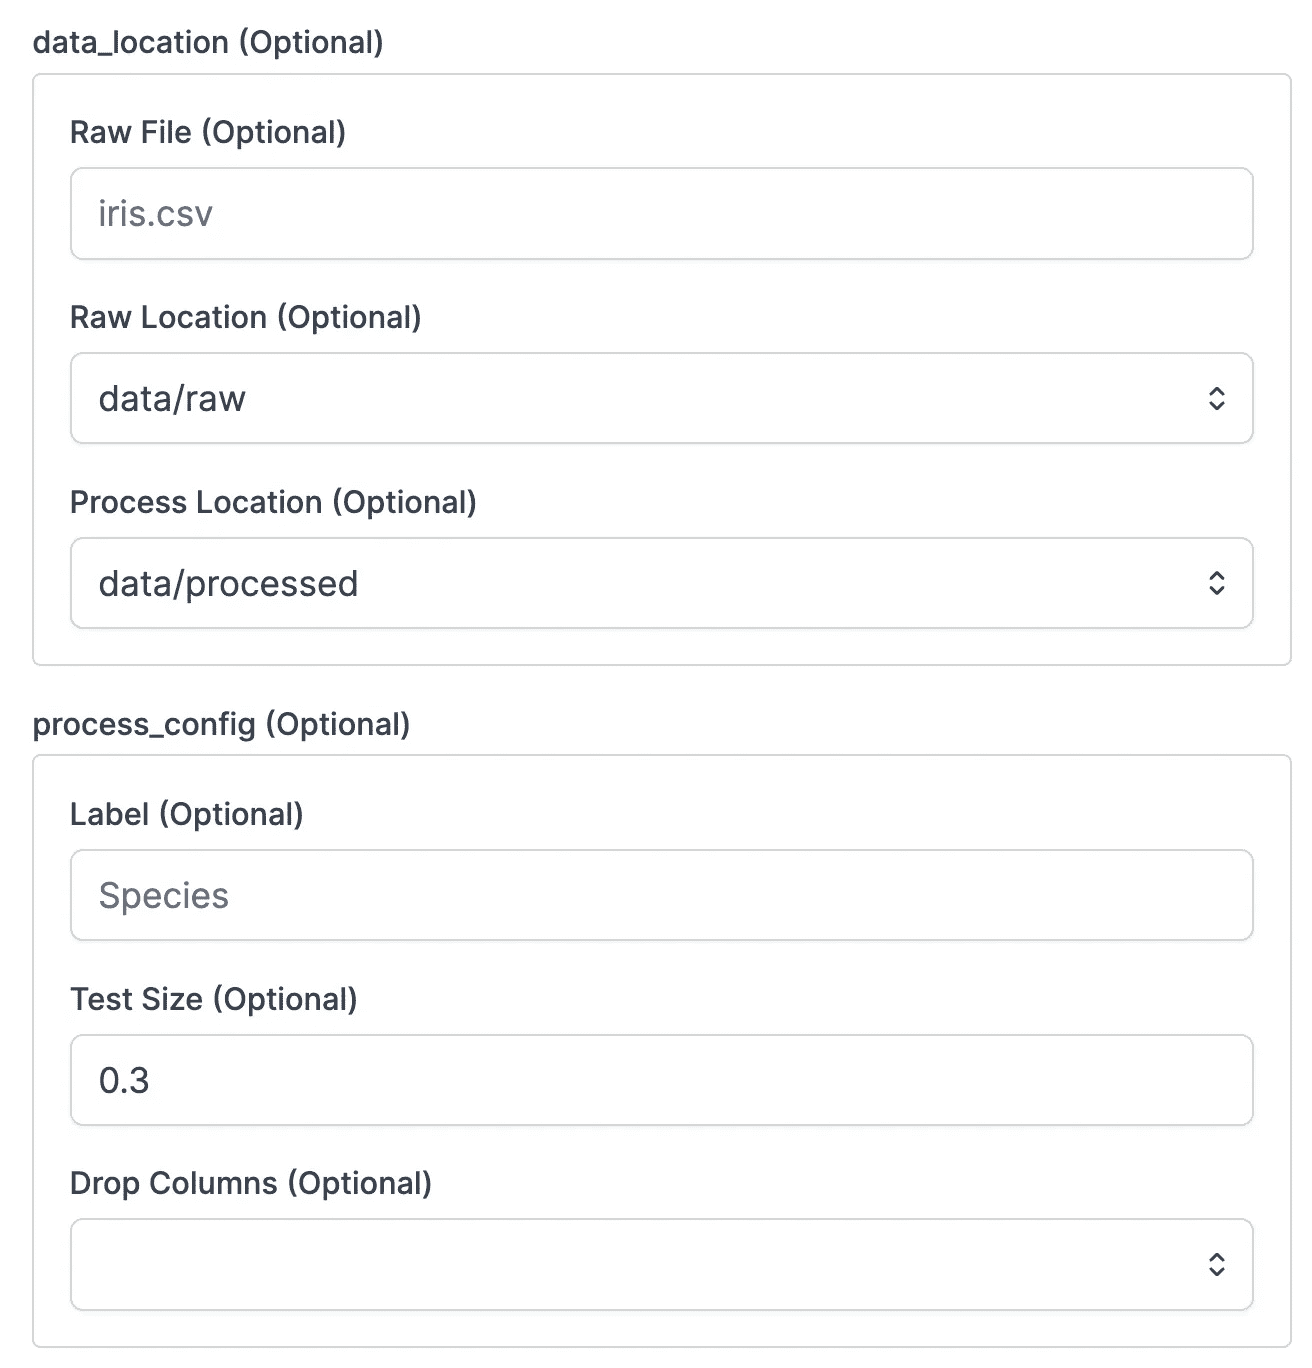 data_location (Optional)
Raw File (Optional)
iris.csv
Raw Location (Optional)
data/raw
Process Location (Optional)
data/processed
process_config (Optional)
Label (Optional)
Species
Test Size (Optional)
0.3
Drop Columns (Optional)